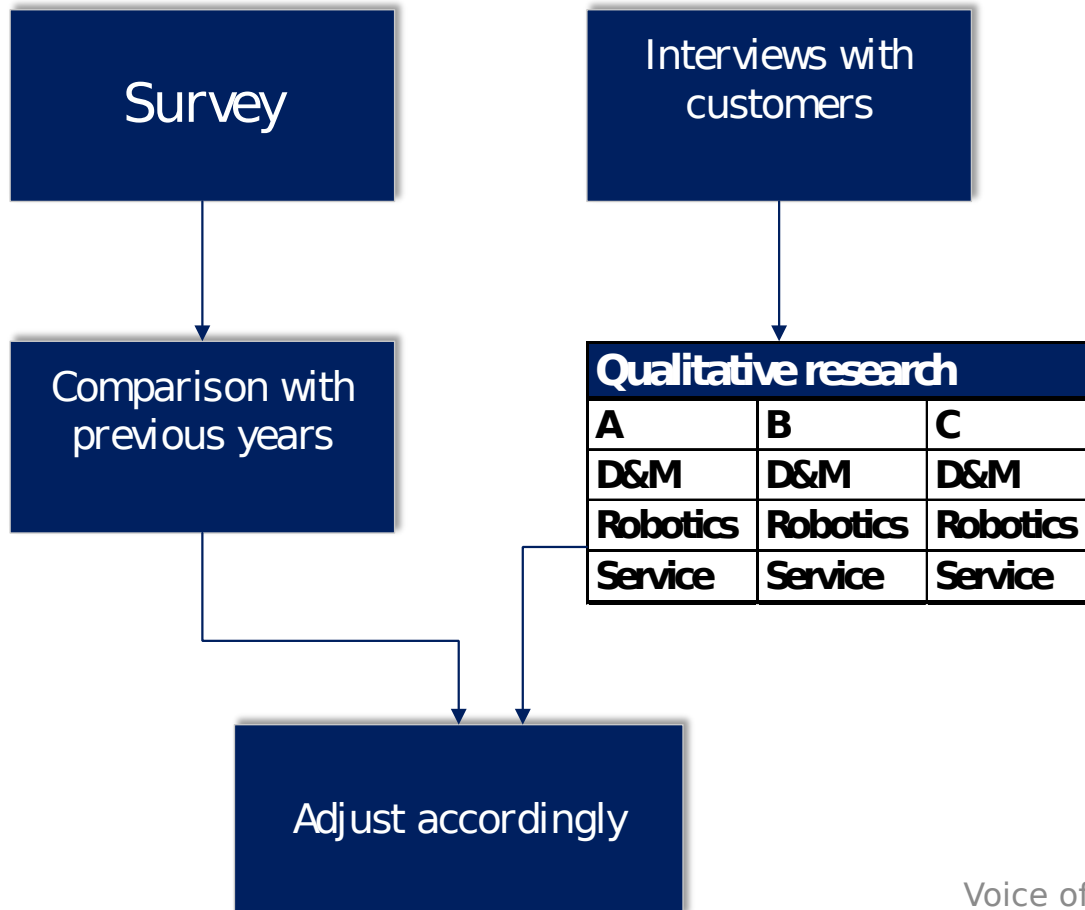 Survey
Interviews with
customers
Comparison with
previous years
Qualitative research
A B C
D&M D&M D&M
Robotics Robotics Robotics
Service Service Service
Adjust accordingly
Voice of